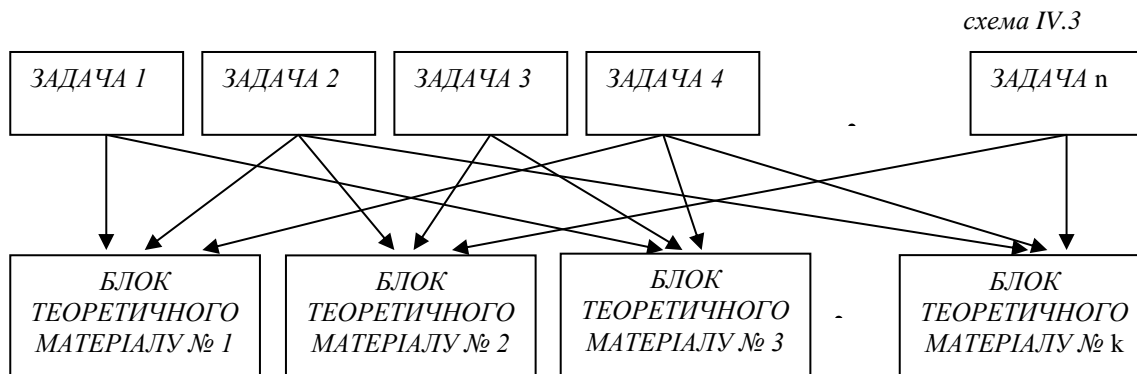 схема IV.3
ЗАДАЧА 1
ЗАДАЧА 2
ЗАДАЧА 3
ЗАДАЧА 4
ЗАДАЧА n
БЛОК
ТЕОРЕТИЧНОГО
МАТЕРІАЛУ № 1
БЛОК
ТЕОРЕТИЧНОГО
МАТЕРІАЛУ № 2
БЛОК
ТЕОРЕТИЧНОГО
МАТЕРІАЛУ № 3
БЛОК
ТЕОРЕТИЧНОГО
МАТЕРІАЛУ № k